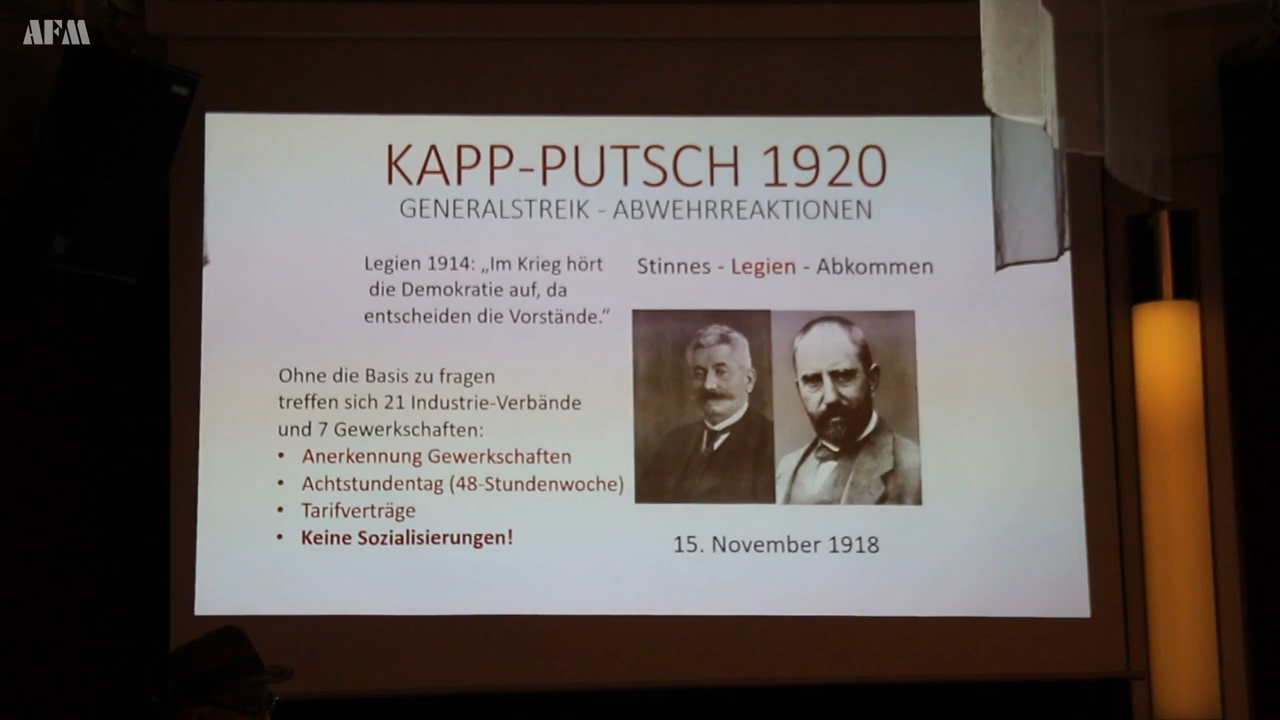 AFM
KAPP-PUTSCH 1920
GENERALSTREIK - ABWEHRREAKTIONEN
Legien 1914: „Im Krieg hört
die Demokratie auf, da
entscheiden die Vorstände.“
Stinnes - Legien - Abkommen
Ohne die Basis zu fragen
treffen sich 21 Industrie-Verbände
und 7 Gewerkschaften:
• Anerkennung Gewerkschaften
• Achtstundentag (48-Stundenwoche)
• Tarifverträge
• Keine Sozialisierungen!
15. November 1918